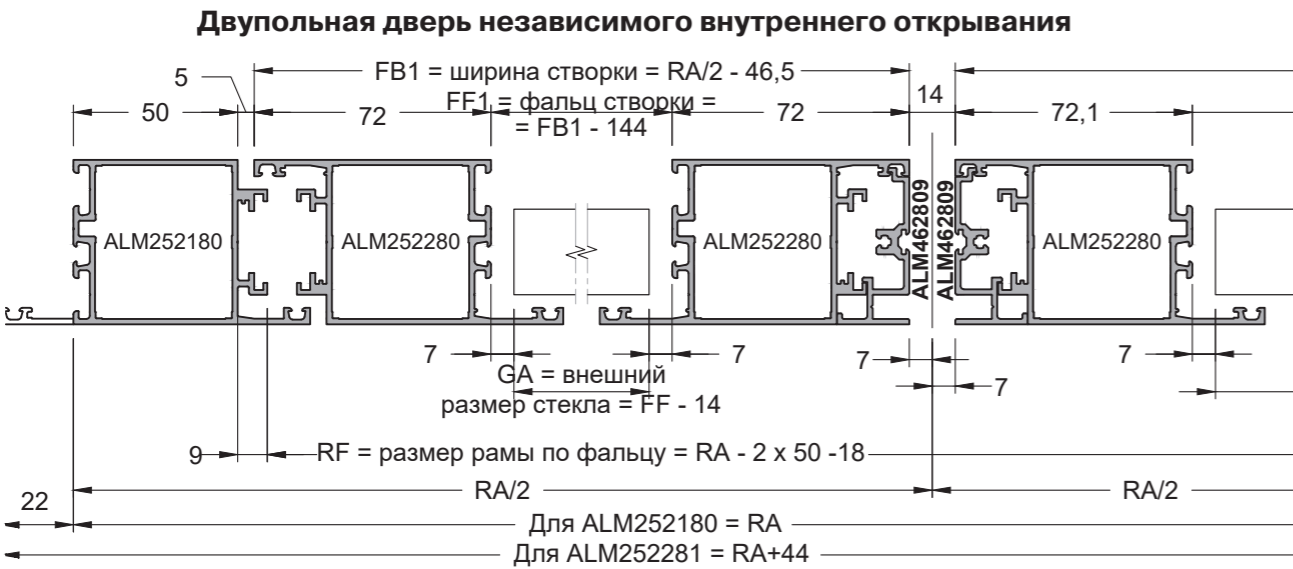 Двупольная дверь независимого внутреннего открывания
5
FB1 = ширина створки = RA/2 - 46,5
14
50
72
FF1 = фальц створки =
= FB1 - 144
72
72,1
ALM252180
ALM252280
ALM252280
ALM462809
ALM462809
ALM252280
7
7
7
7
7
GA = внешний
размер стекла = FF - 14
9
RF = размер рамы по фальцу = RA - 2 x 50 -18
RA/2
RA/2
22
Для ALM252180 = RA
Для ALM252281 = RA+44